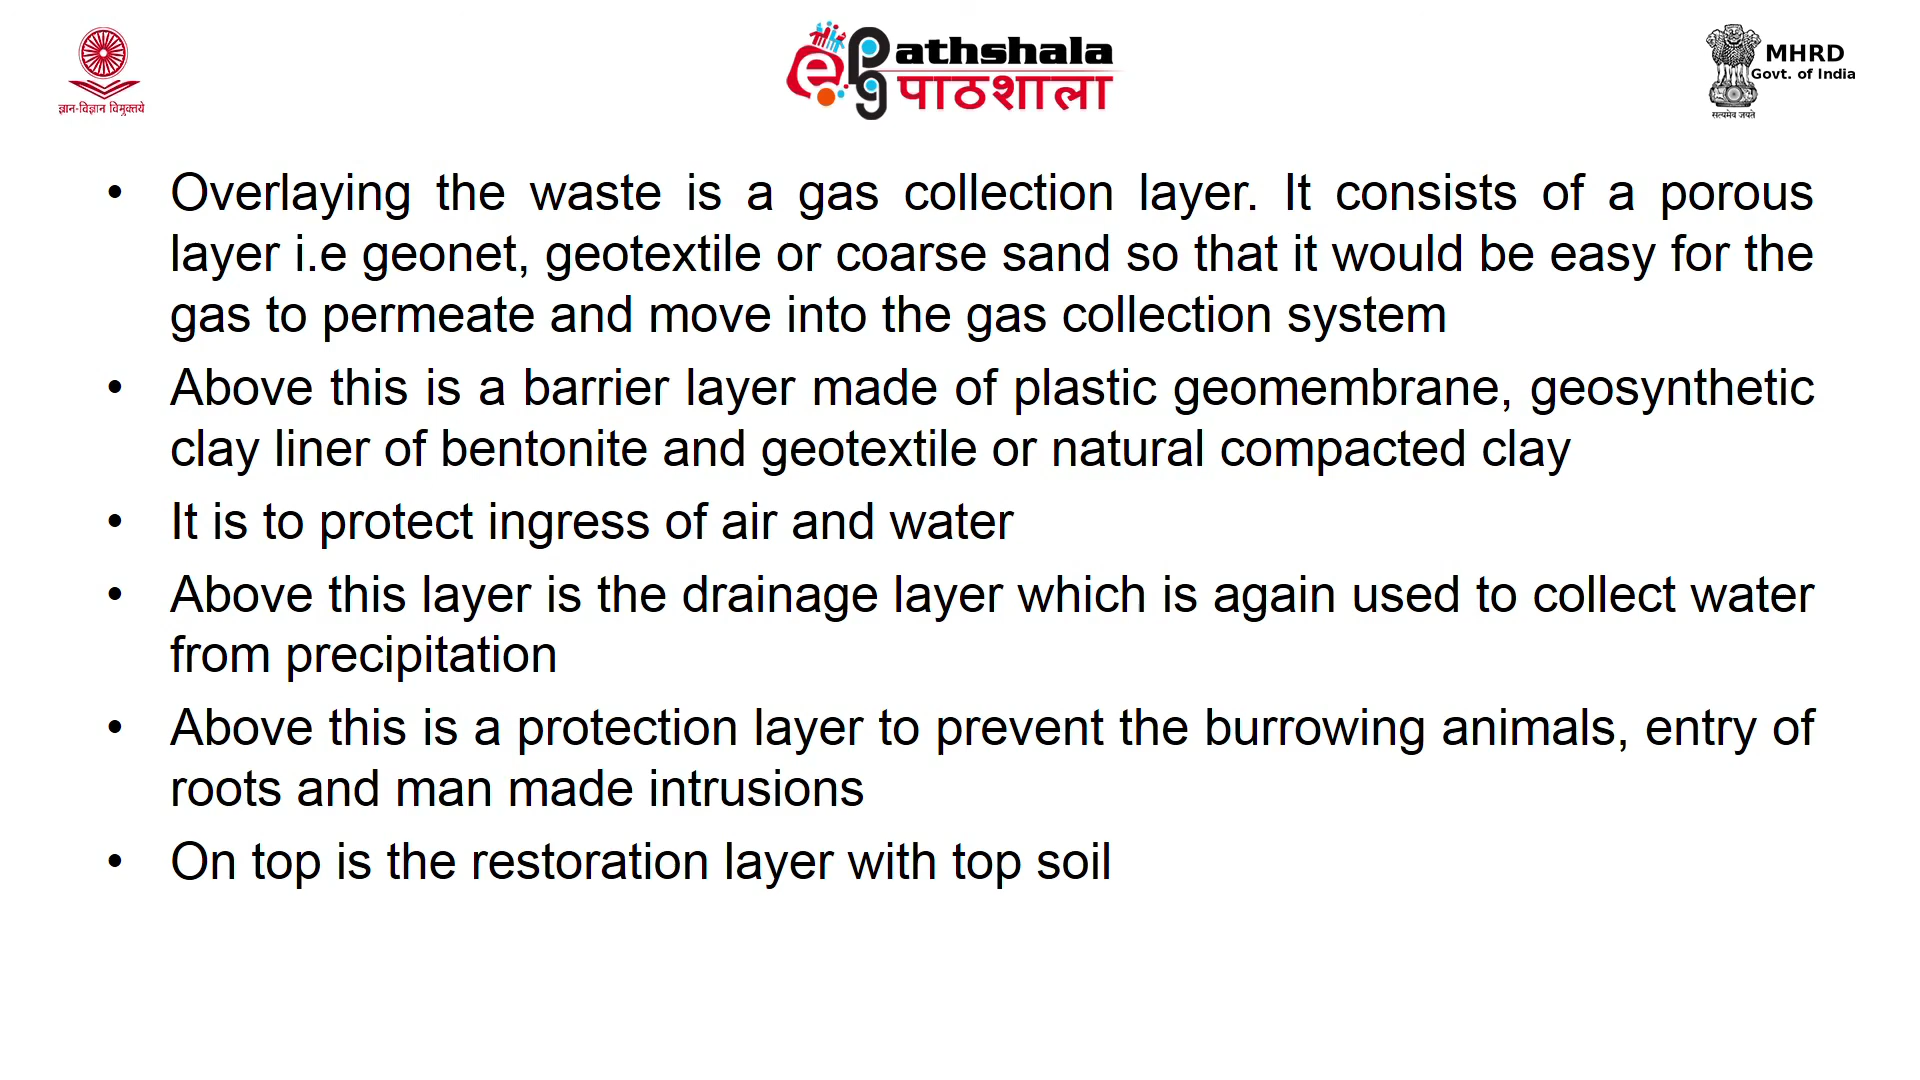 ज्ञान-विज्ञान विमुक्तये
ePgathshala
पाठशाला
MHRD
Govt. of India
सत्यमेव जयते
• Overlaying the waste is a gas collection layer. It consists of a porous
layer i.e geonet, geotextile or coarse sand so that it would be easy for the
gas to permeate and move into the gas collection system
• Above this is a barrier layer made of plastic geomembrane, geosynthetic
clay liner of bentonite and geotextile or natural compacted clay
• It is to protect ingress of air and water
• Above this layer is the drainage layer which is again used to collect water
from precipitation
• Above this is a protection layer to prevent the burrowing animals, entry of
roots and man made intrusions
• On top is the restoration layer with top soil